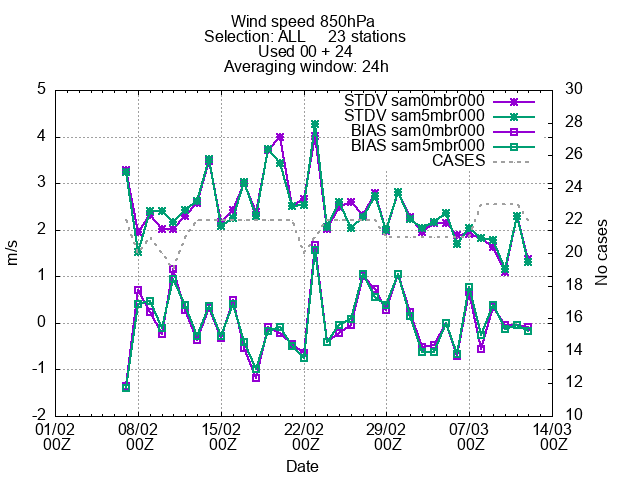 Wind speed 850hPa
Selection: ALL 23 stations
Used 00 + 24
Averaging window: 24h
STDV sam0mbr000
STDV sam5mbr000
BIAS sam0mbr000
BIAS sam5mbr000
CASES
5
4
3
2
1
0
-1
-2
m/s
30
28
26
24
22
20
18
16
14
12
10
No cases
01/02 08/02 15/02 22/02 29/02 07/03 14/03
00Z 00Z 00Z 00Z 00Z 00Z 00Z
Date